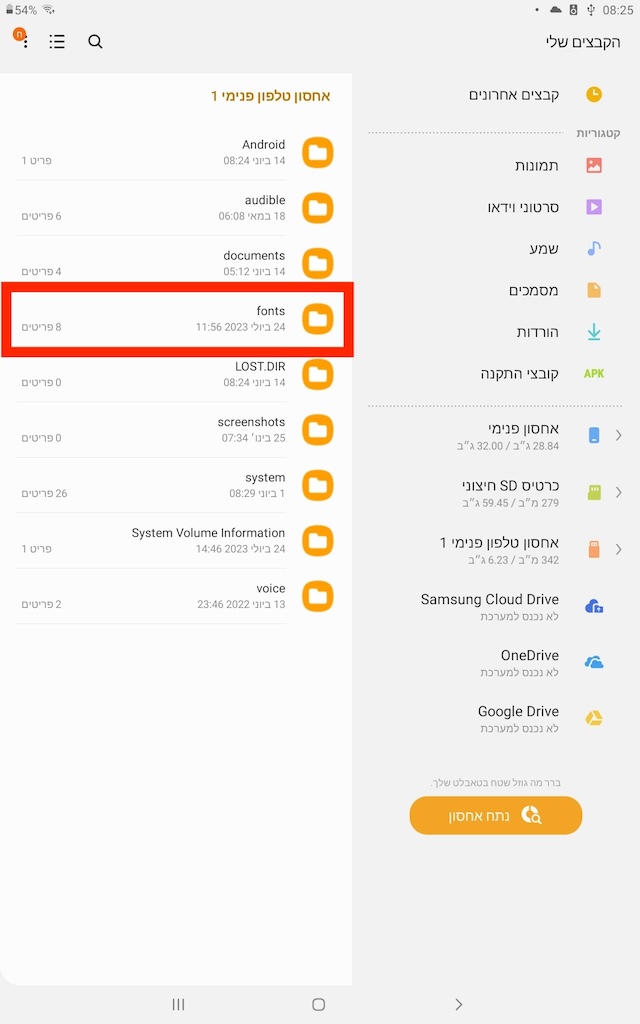 54%
08:25
הקבצים שלי
ח
קבצים אחרונים
קטגוריות
תמונות
סרטוני וידאו
שמע
מסמכים
הורדות
APK קובצי התקנה
אחסון פנימי
28.84 ג״ב / 32.00 ג״ב
כרטיס SD חיצוני
279 מ״ב / 59.45 ג״ב
אחסון טלפון פנימי 1
342 מ״ב / 6.23 ג״ב
Samsung Cloud Drive
לא נכנס למערכת
OneDrive
לא נכנס למערכת
Google Drive
לא נכנס למערכת
ברר מה גוזל שטח בטאבלט שלך.
נתח אחסון
אחסון טלפון פנימי 1
Android
14 ביוני 08:24 פריט 1
audible
18 במאי 06:08 6 פריטים
documents
14 ביוני 05:12 4 פריטים
fonts
24 ביולי 2023 11:56 8 פריטים
LOST.DIR
14 ביוני 08:24 0 פריטים
screenshots
25 בינו׳ 07:34 0 פריטים
system
1 ביוני 08:29 26 פריטים
System Volume Information
24 ביולי 2023 14:46 פריט 1
voice
13 ביוני 2022 23:46 2 פריטים